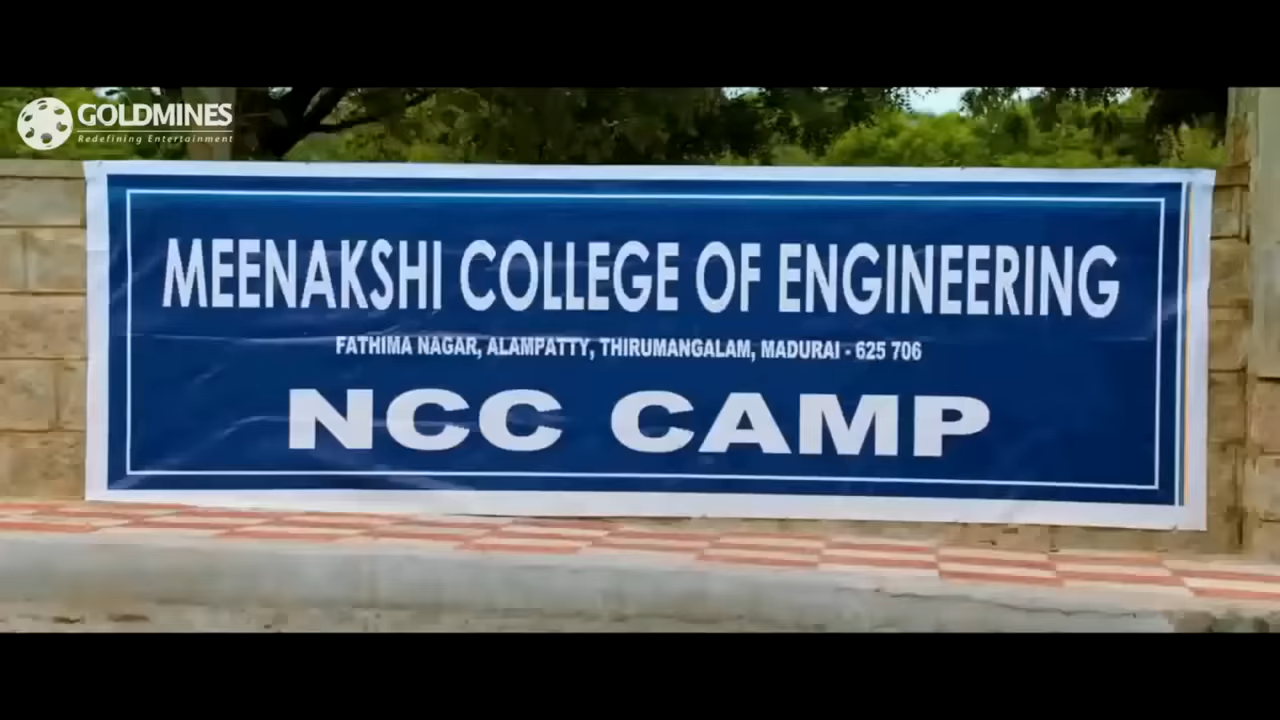 GOLDMINES
Redefining Entertainment
MEENAKSHI COLLEGE OF ENGINEERING
FATHIMA NAGAR, ALAMPATTY, THIRUMANGALAM, MADURAI - 625 706
NCC CAMP